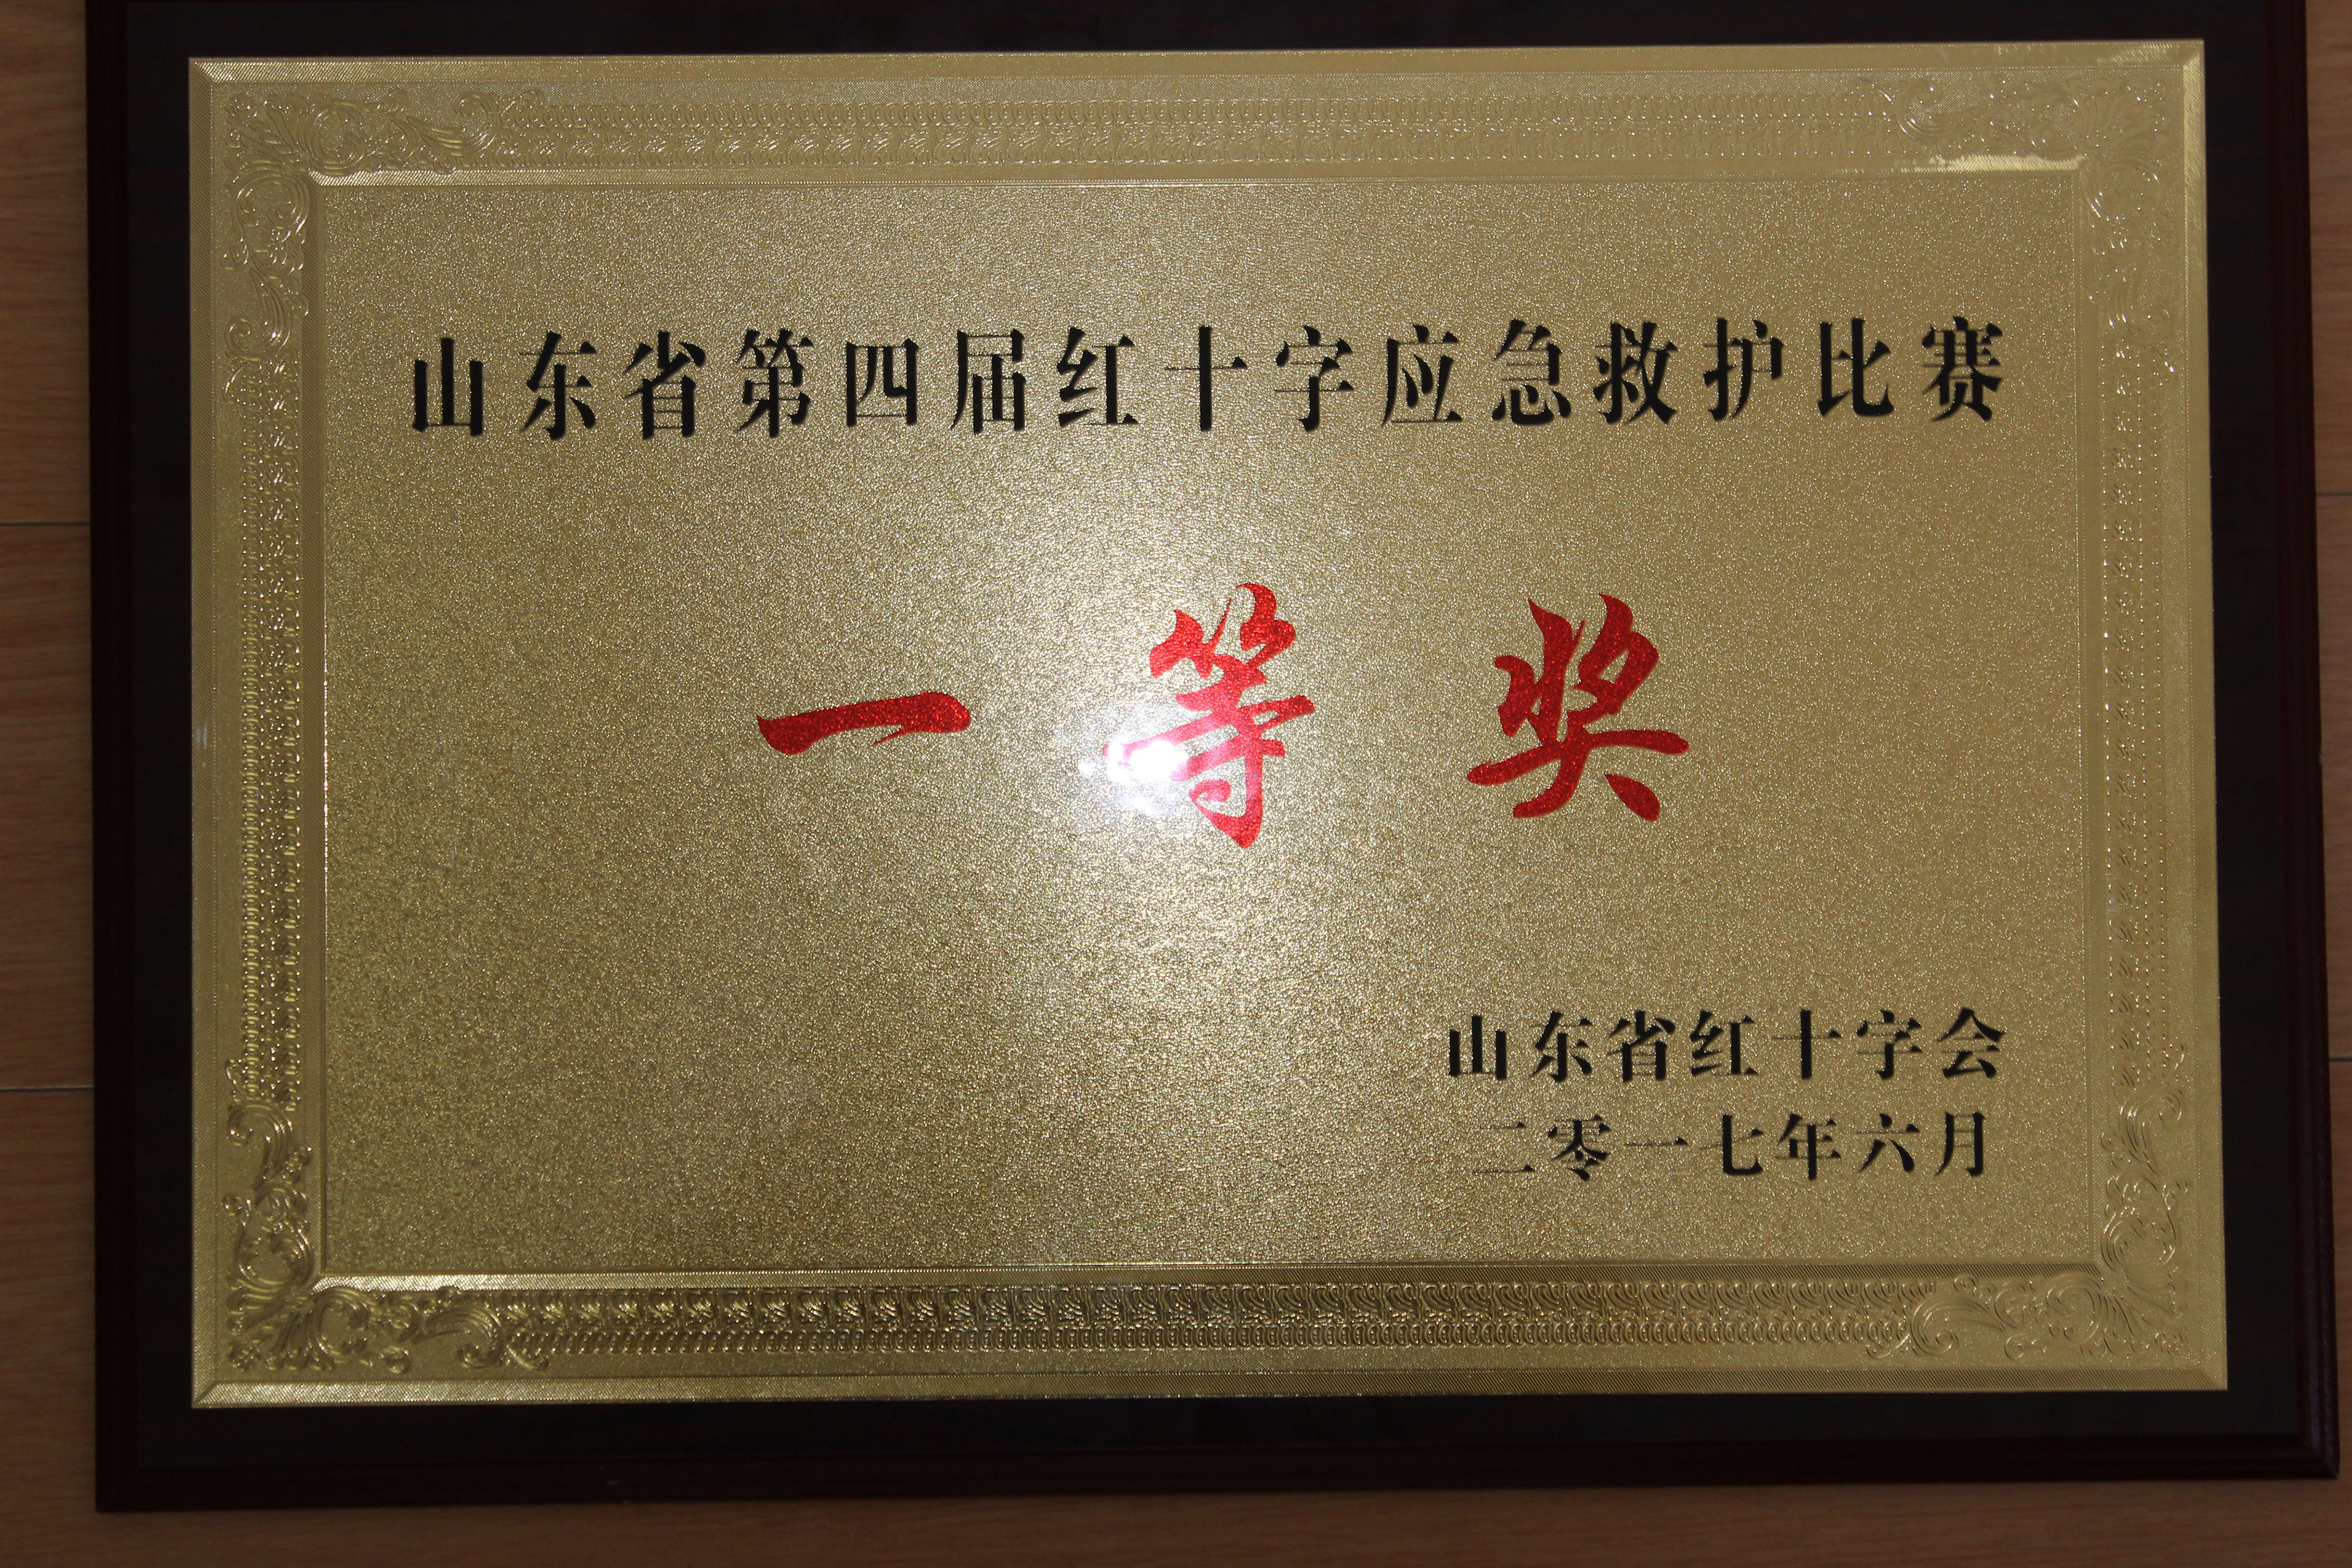 山东省第四届红十字应急救护比赛
一等奖
山东省红十字会
二零一七年六月